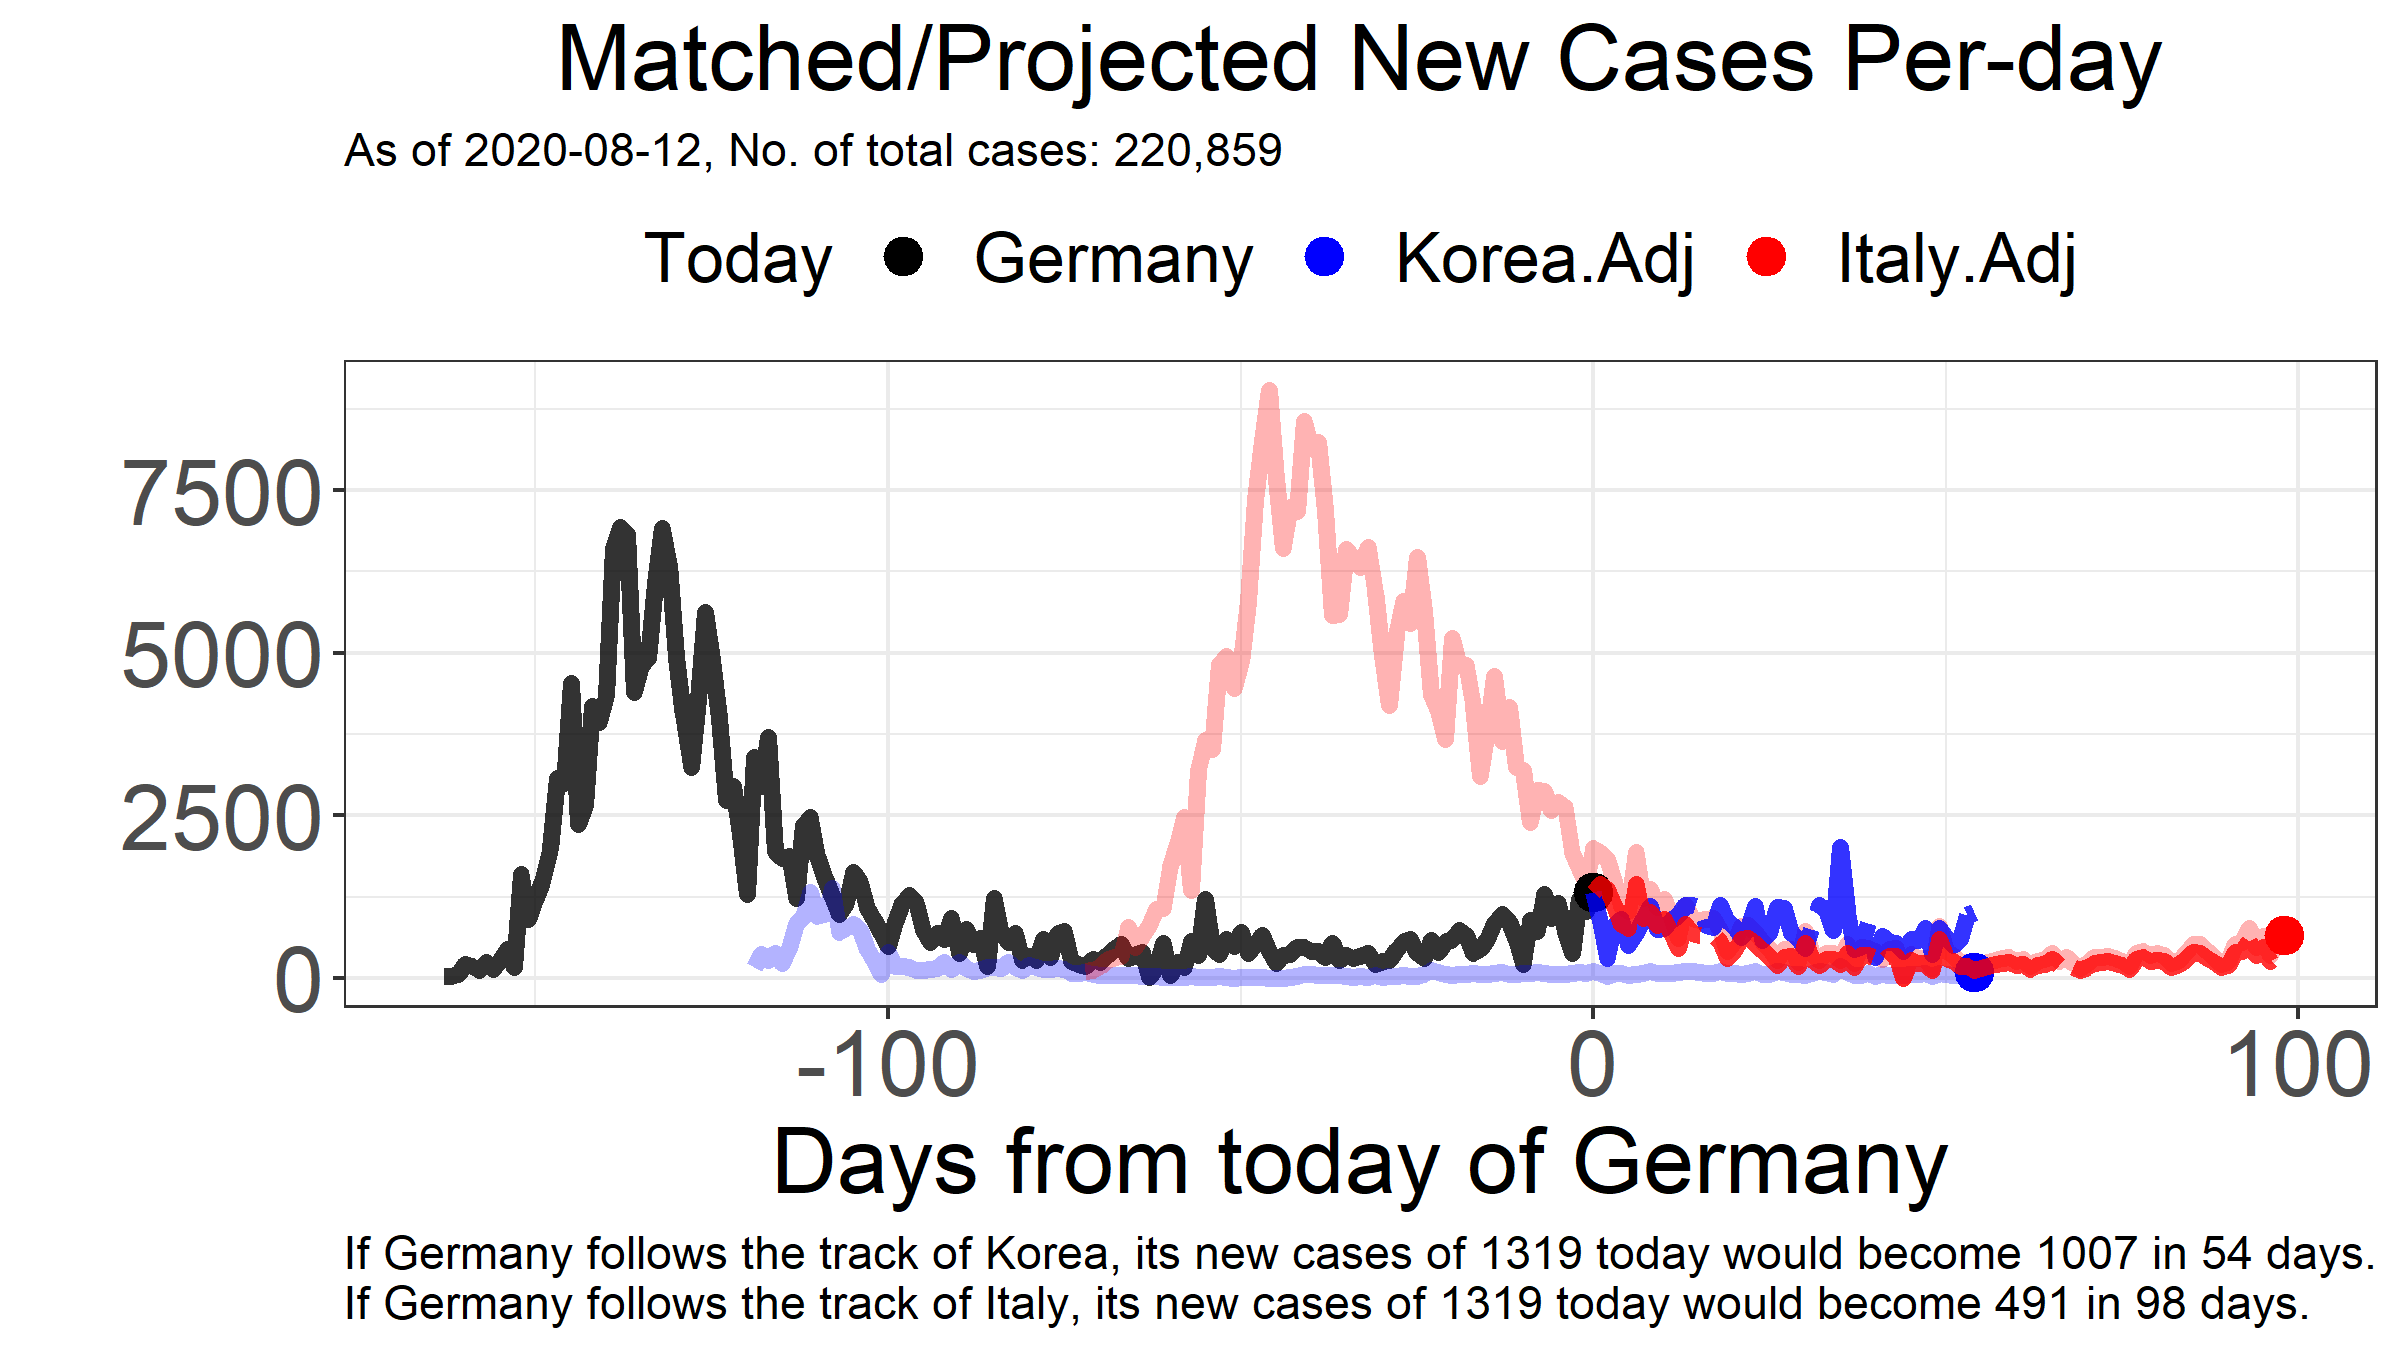 Matched/Projected New Cases Per-day
As of 2020-08-12, No. of total cases: 220,859
Today Germany Korea.Adj Italy.Adj
7500
5000
2500
0
-100 0 100
Days from today of Germany
If Germany follows the track of Korea, its new cases of 1319 today would become 1007 in 54 days.
If Germany follows the track of Italy, its new cases of 1319 today would become 491 in 98 days.